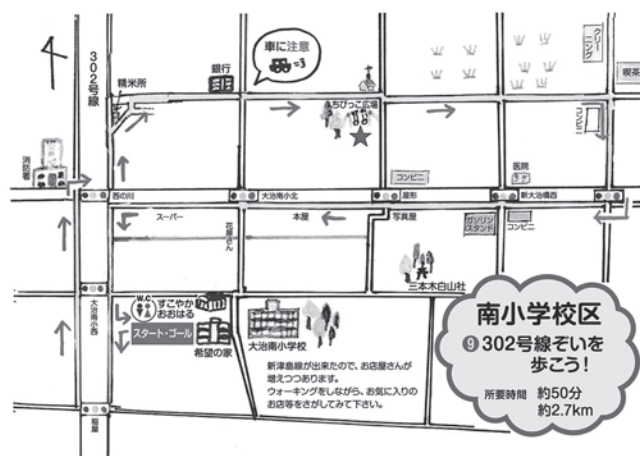 車に注意
302号線
銀行
精米所
ちびっこ広場
クリーニング
喫茶
コンビニ
消防署
コンビニ
医院
西の川
大治南小北
屋形
新大治橋西
スーパー
花屋さん
本屋
写真屋
ガソリン
スタンド
コンビニ
三本木白山社
大治南小西
W.C
すこやか
おおはる
スタート・ゴール
希望の家
大治南小学校
新津島線が出来たので、お店屋さんが
増えつつあります。
ウォーキングをしながら、お気に入りの
お店等をさがしてみて下さい。
稲屋
南小学校区
⑨302号線ぞいを
歩こう!
所要時間 約50分
約2.7km